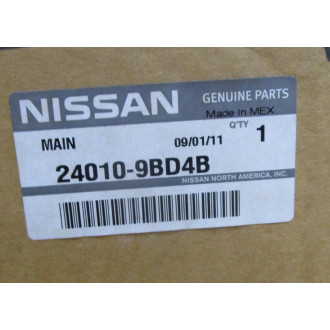 NISSAN GENUINE PARTS
Made in MEX
MAIN 09/01/11 Q'TY 1
24010-9BD4B
NISSAN NORTH AMERICA, INC.